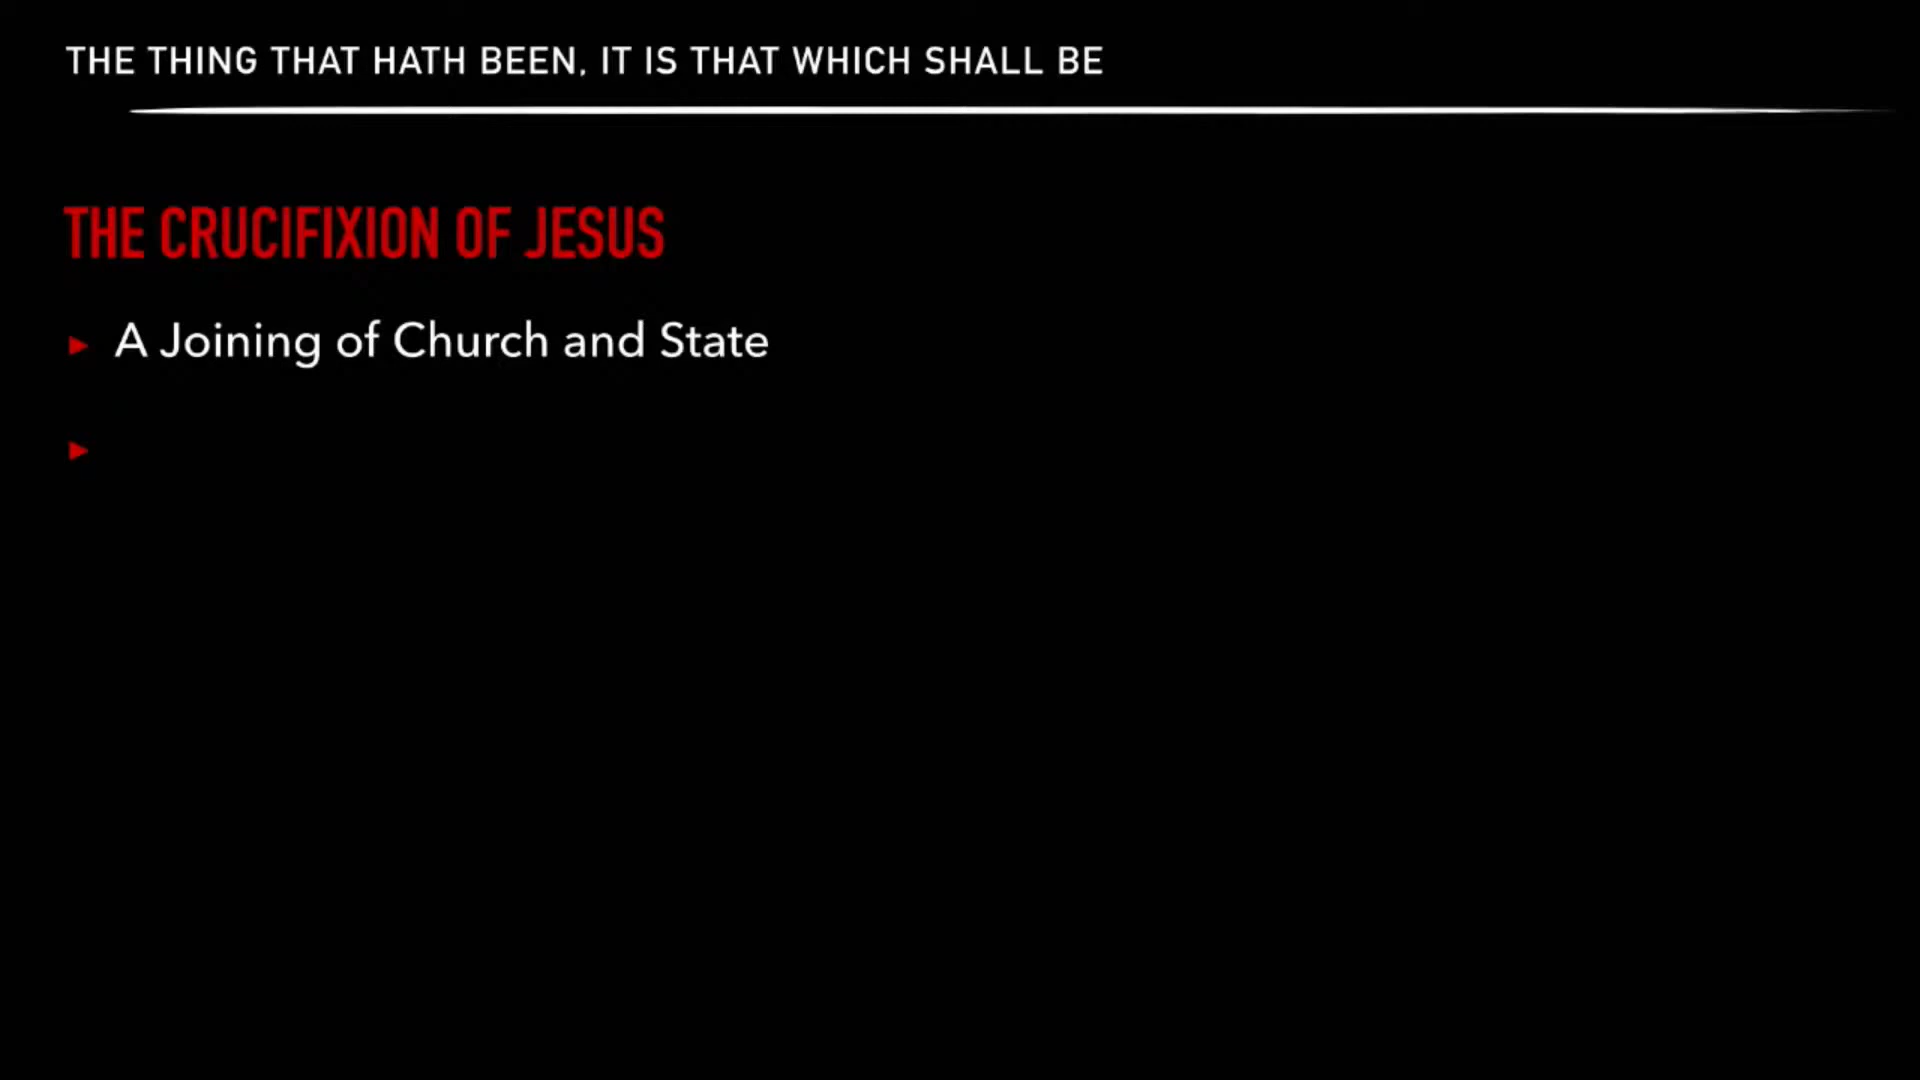 THE THING THAT HATH BEEN, IT IS THAT WHICH SHALL BE
THE CRUCIFIXION OF JESUS
▸ A Joining of Church and State
▸